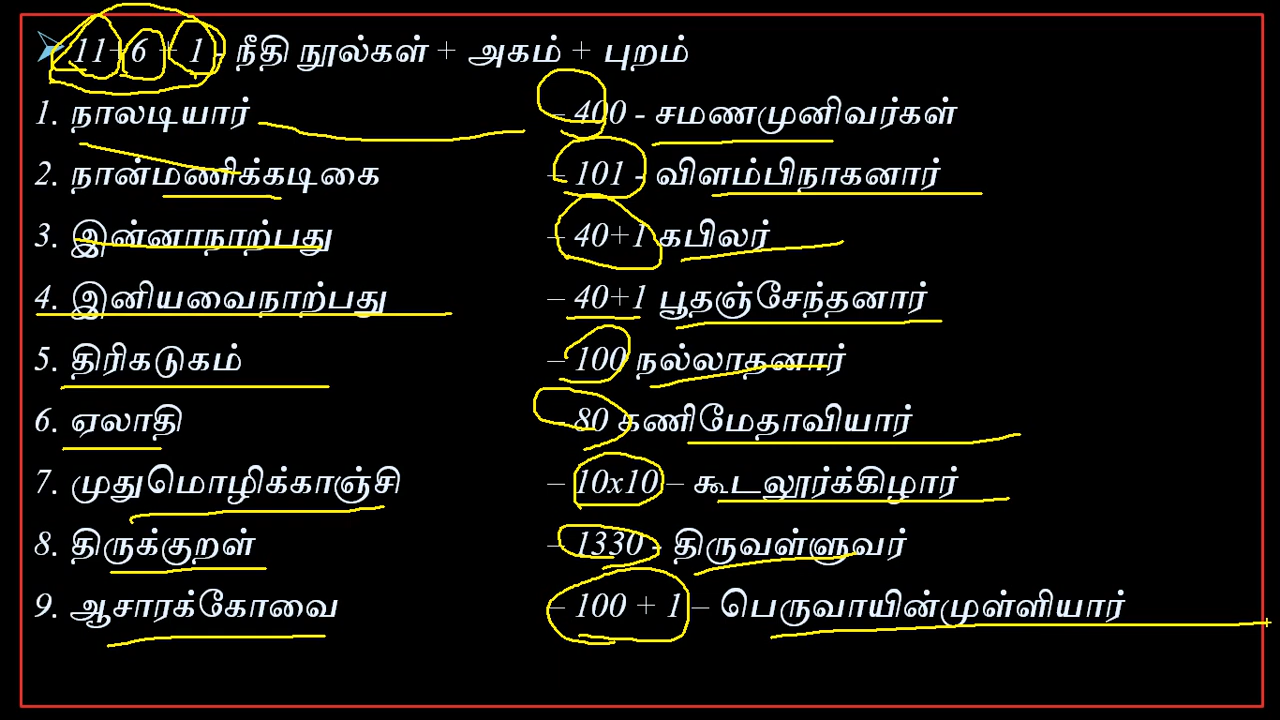 11+6 + 1 - நீதி நூல்கள் + அகம் + புறம்
1. நாலடியார் – 400 - சமணமுனிவர்கள்
2. நான்மணிக்கடிகை – 101 - விளம்பிநாகனார்
3. இன்னாநாற்பது – 40+1 கபிலர்
4. இனியவைநாற்பது – 40+1 பூதஞ்சேந்தனார்
5. திரிகடுகம் – 100 நல்லாதனார்
6. ஏலாதி – 80 கணிமேதாவியார்
7. முதுமொழிக்காஞ்சி – 10x10 – கூடலூர்க்கிழார்
8. திருக்குறள் – 1330 - திருவள்ளுவர்
9. ஆசாரக்கோவை – 100 + 1 – பெருவாயின்முள்ளியார்